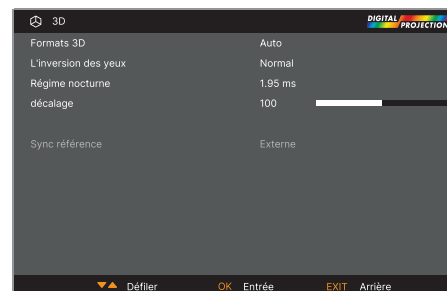 3D DIGITAL PROJECTION
Formats 3D Auto
L'inversion des yeux Normal
Régime nocturne 1.95 ms
décalage 100
Sync référence Externe
Défiler OK Entrée EXIT Arrière